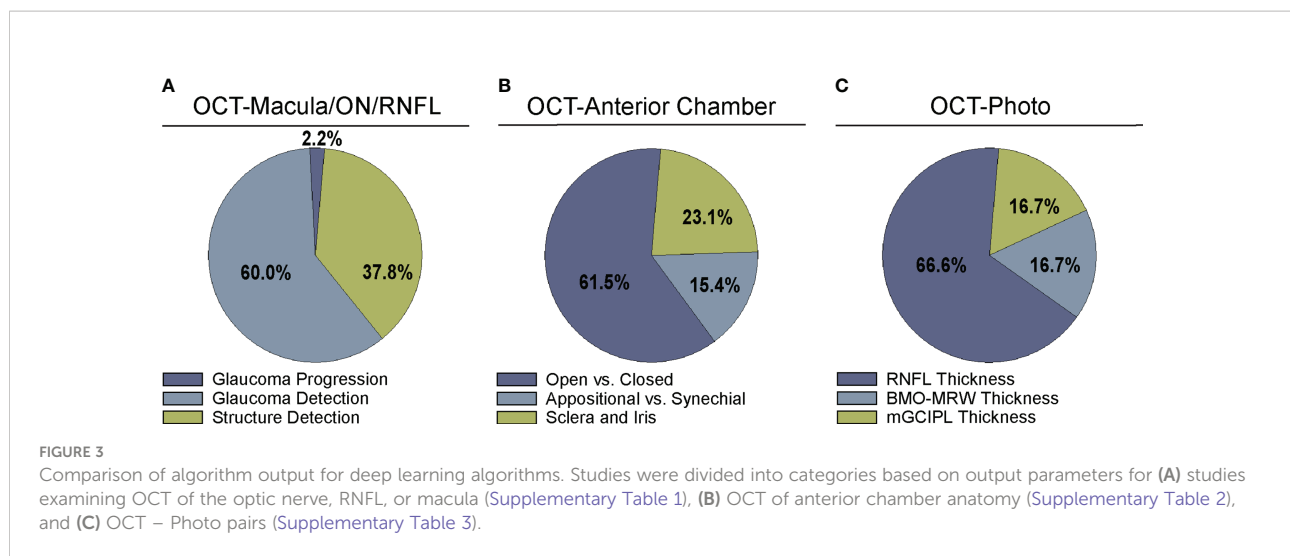 A
OCT-Macula/ON/RNFL
2.2%
60.0%
37.8%
Glaucoma Progression
Glaucoma Detection
Structure Detection
B
OCT-Anterior Chamber
23.1%
61.5%
15.4%
Open vs. Closed
Appositional vs. Synechial
Sclera and Iris
C
OCT-Photo
16.7%
66.6%
16.7%
RNFL Thickness
BMO-MRW Thickness
mGCIPL Thickness
FIGURE 3
Comparison of algorithm output for deep learning algorithms. Studies were divided into categories based on output parameters for (A) studies
examining OCT of the optic nerve, RNFL, or macula (Supplementary Table 1), (B) OCT of anterior chamber anatomy (Supplementary Table 2),
and (C) OCT – Photo pairs (Supplementary Table 3).